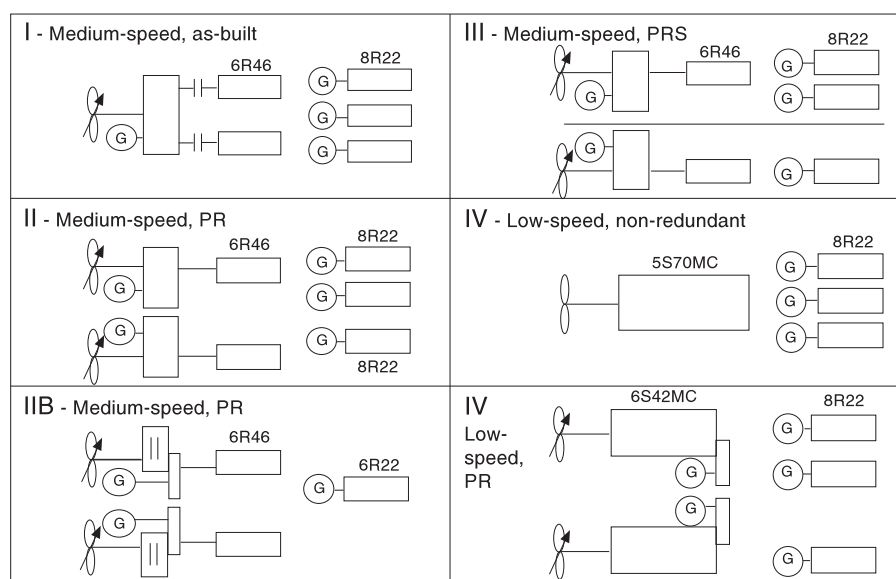 I - Medium-speed, as-built
6R46
8R22
G
G
G
G
III - Medium-speed, PRS
6R46
8R22
G
G
G
G
G
II - Medium-speed, PR
6R46
8R22
G
G
G
G
G
8R22
IV - Low-speed, non-redundant
5S70MC
8R22
G
G
G
IIB - Medium-speed, PR
6R46
6R22
G
G
G
IV
Low-
speed,
PR
6S42MC
8R22
G
G
G
G
G